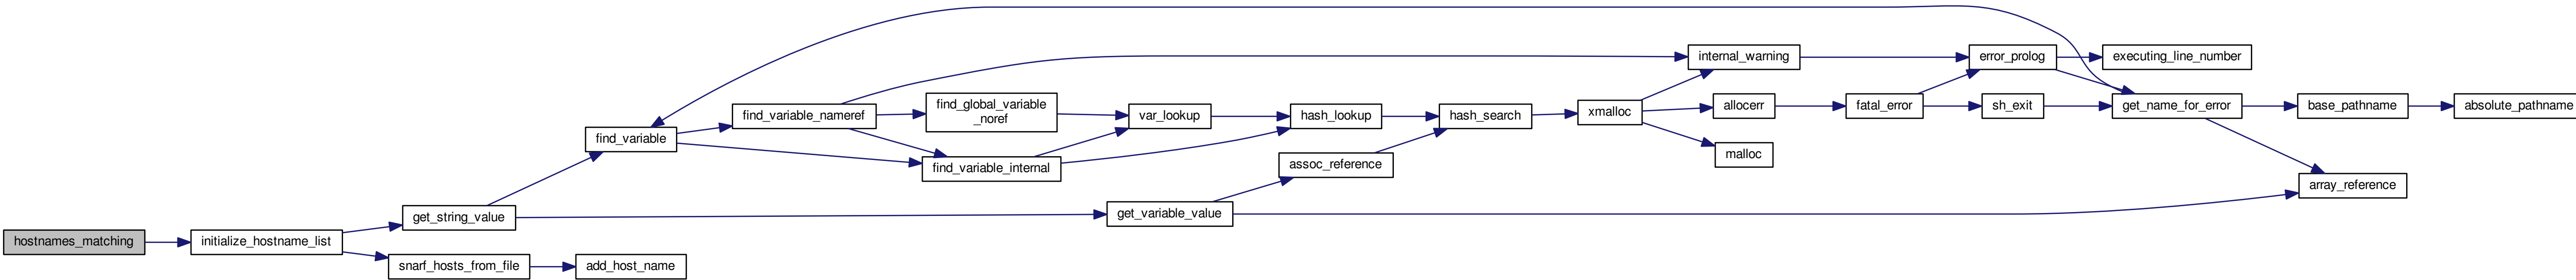 hostnames_matching
initialize_hostname_list
get_string_value
snarf_hosts_from_file
add_host_name
find_variable
find_variable_nameref
find_global_variable
_noref
find_variable_internal
var_lookup
get_variable_value
hash_lookup
assoc_reference
hash_search
xmalloc
internal_warning
allocerr
malloc
fatal_error
error_prolog
sh_exit
executing_line_number
get_name_for_error
base_pathname
array_reference
absolute_pathname